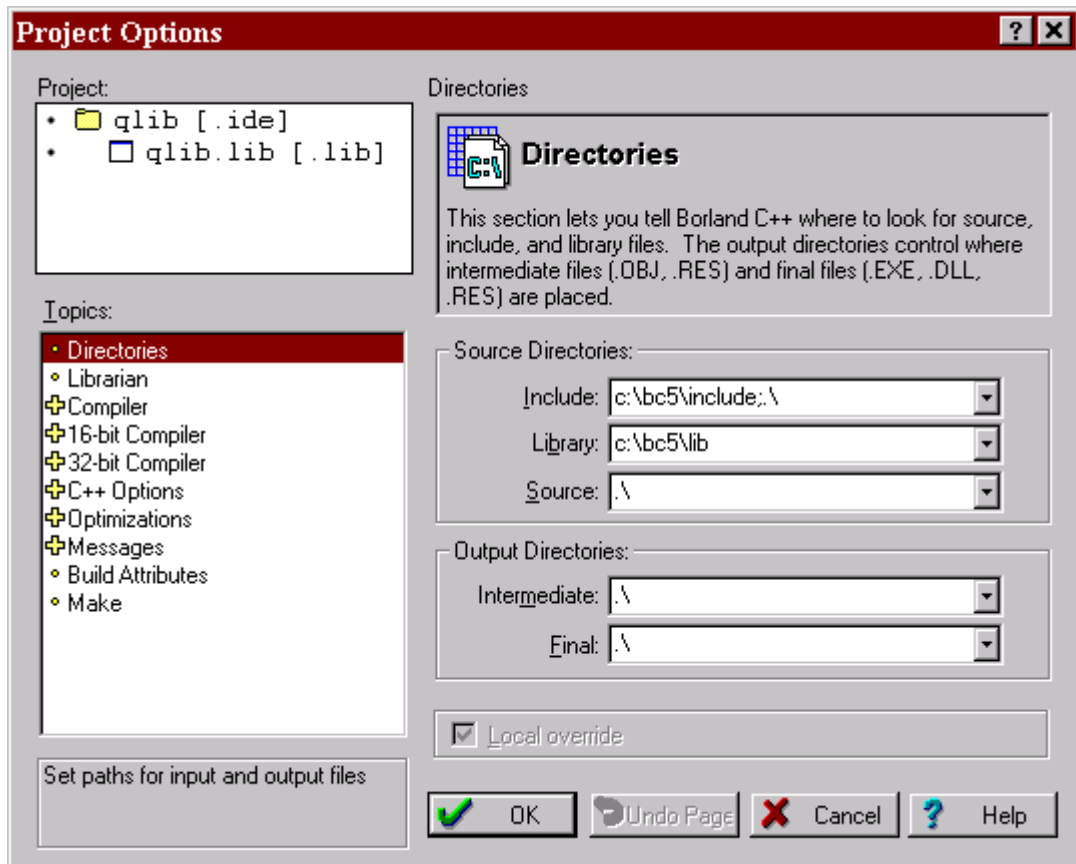 Project Options
Project:
qlib [.ide]
qlib.lib [.lib]
Topics:
Directories
Librarian
Compiler
16-bit Compiler
32-bit Compiler
C++ Options
Optimizations
Messages
Build Attributes
Make
Set paths for input and output files
Directories
C:\
Directories
This section lets you tell Borland C++ where to look for source,
include, and library files.  The output directories control where
intermediate files (.OBJ, .RES) and final files (.EXE, .DLL,
.RES) are placed.
Source Directories:
Include: c:\bc5\include;.\
Library: c:\bc5\lib
Source: .\
Output Directories:
Intermediate: .\
Final: .\
Local override
OK Undo Page Cancel Help